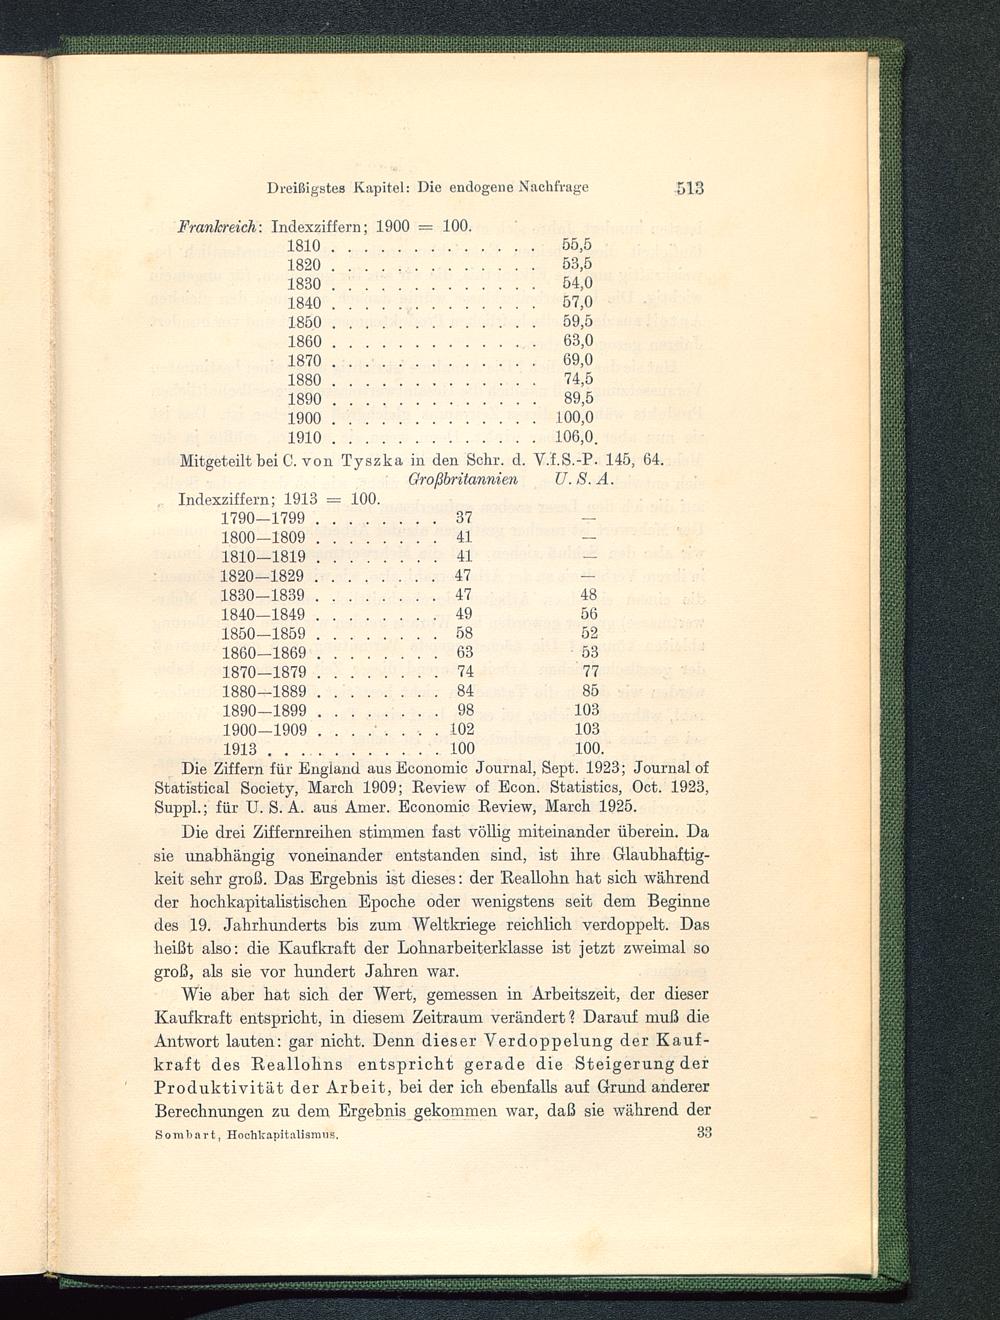 Dreißigstes Kapitel: Die endogene Nachfrage 513
Frankreich: Indexziffern; 1900 = 100.
1810 . . . . . . . . . . . . . 55,5
1820 . . . . . . . . . . . . . 53,5
1830 . . . . . . . . . . . . . 54,0
1840 . . . . . . . . . . . . . 57,0
1850 . . . . . . . . . . . . . 59,5
1860 . . . . . . . . . . . . . 63,0
1870 . . . . . . . . . . . . . 69,0
1880 . . . . . . . . . . . . . 74,5
1890 . . . . . . . . . . . . . 89,5
1900 . . . . . . . . . . . . . 100,0
1910 . . . . . . . . . . . . . 106,0.
Mitgeteilt bei C. von Tyszka in den Schr. d. V.f.S.-P. 145, 64.
Großbritannien U. S. A.
Indexziffern; 1913 = 100.
1790—1799 . . . . . . . . 37 —
1800—1809 . . . . . . . . 41 —
1810—1819 . . . . . . . . 41 —
1820—1829 . . . . . . . . 47 —
1830—1839 . . . . . . . . 47 48
1840—1849 . . . . . . . . 49 56
1850—1859 . . . . . . . . 58 52
1860—1869 . . . . . . . . 63 53
1870—1879 . . . . . . . . 74 77
1880—1889 . . . . . . . . 84 85
1890—1899 . . . . . . . . 98 103
1900—1909 . . . . . . . . 102 103
1913 . . . . . . . . . . . 100 100.
Die Ziffern für England aus Economic Journal, Sept. 1923; Journal of
Statistical Society, March 1909; Review of Econ. Statistics, Oct. 1923,
Suppl.; für U. S. A. aus Amer. Economic Review, March 1925.
Die drei Ziffernreihen stimmen fast völlig miteinander überein. Da
sie unabhängig voneinander entstanden sind, ist ihre Glaubhaftig-
keit sehr groß. Das Ergebnis ist dieses: der Reallohn hat sich während
der hochkapitalistischen Epoche oder wenigstens seit dem Beginne
des 19. Jahrhunderts bis zum Weltkriege reichlich verdoppelt. Das
heißt also: die Kaufkraft der Lohnarbeiterklasse ist jetzt zweimal so
groß, als sie vor hundert Jahren war.
Wie aber hat sich der Wert, gemessen in Arbeitszeit, der dieser
Kaufkraft entspricht, in diesem Zeitraum verändert? Darauf muß die
Antwort lauten: gar nicht. Denn dieser Verdoppelung der Kauf-
kraft des Reallohns entspricht gerade die Steigerung der
Produktivität der Arbeit, bei der ich ebenfalls auf Grund anderer
Berechnungen zu dem Ergebnis gekommen war, daß sie während der
Sombart, Hochkapitalismus. 33